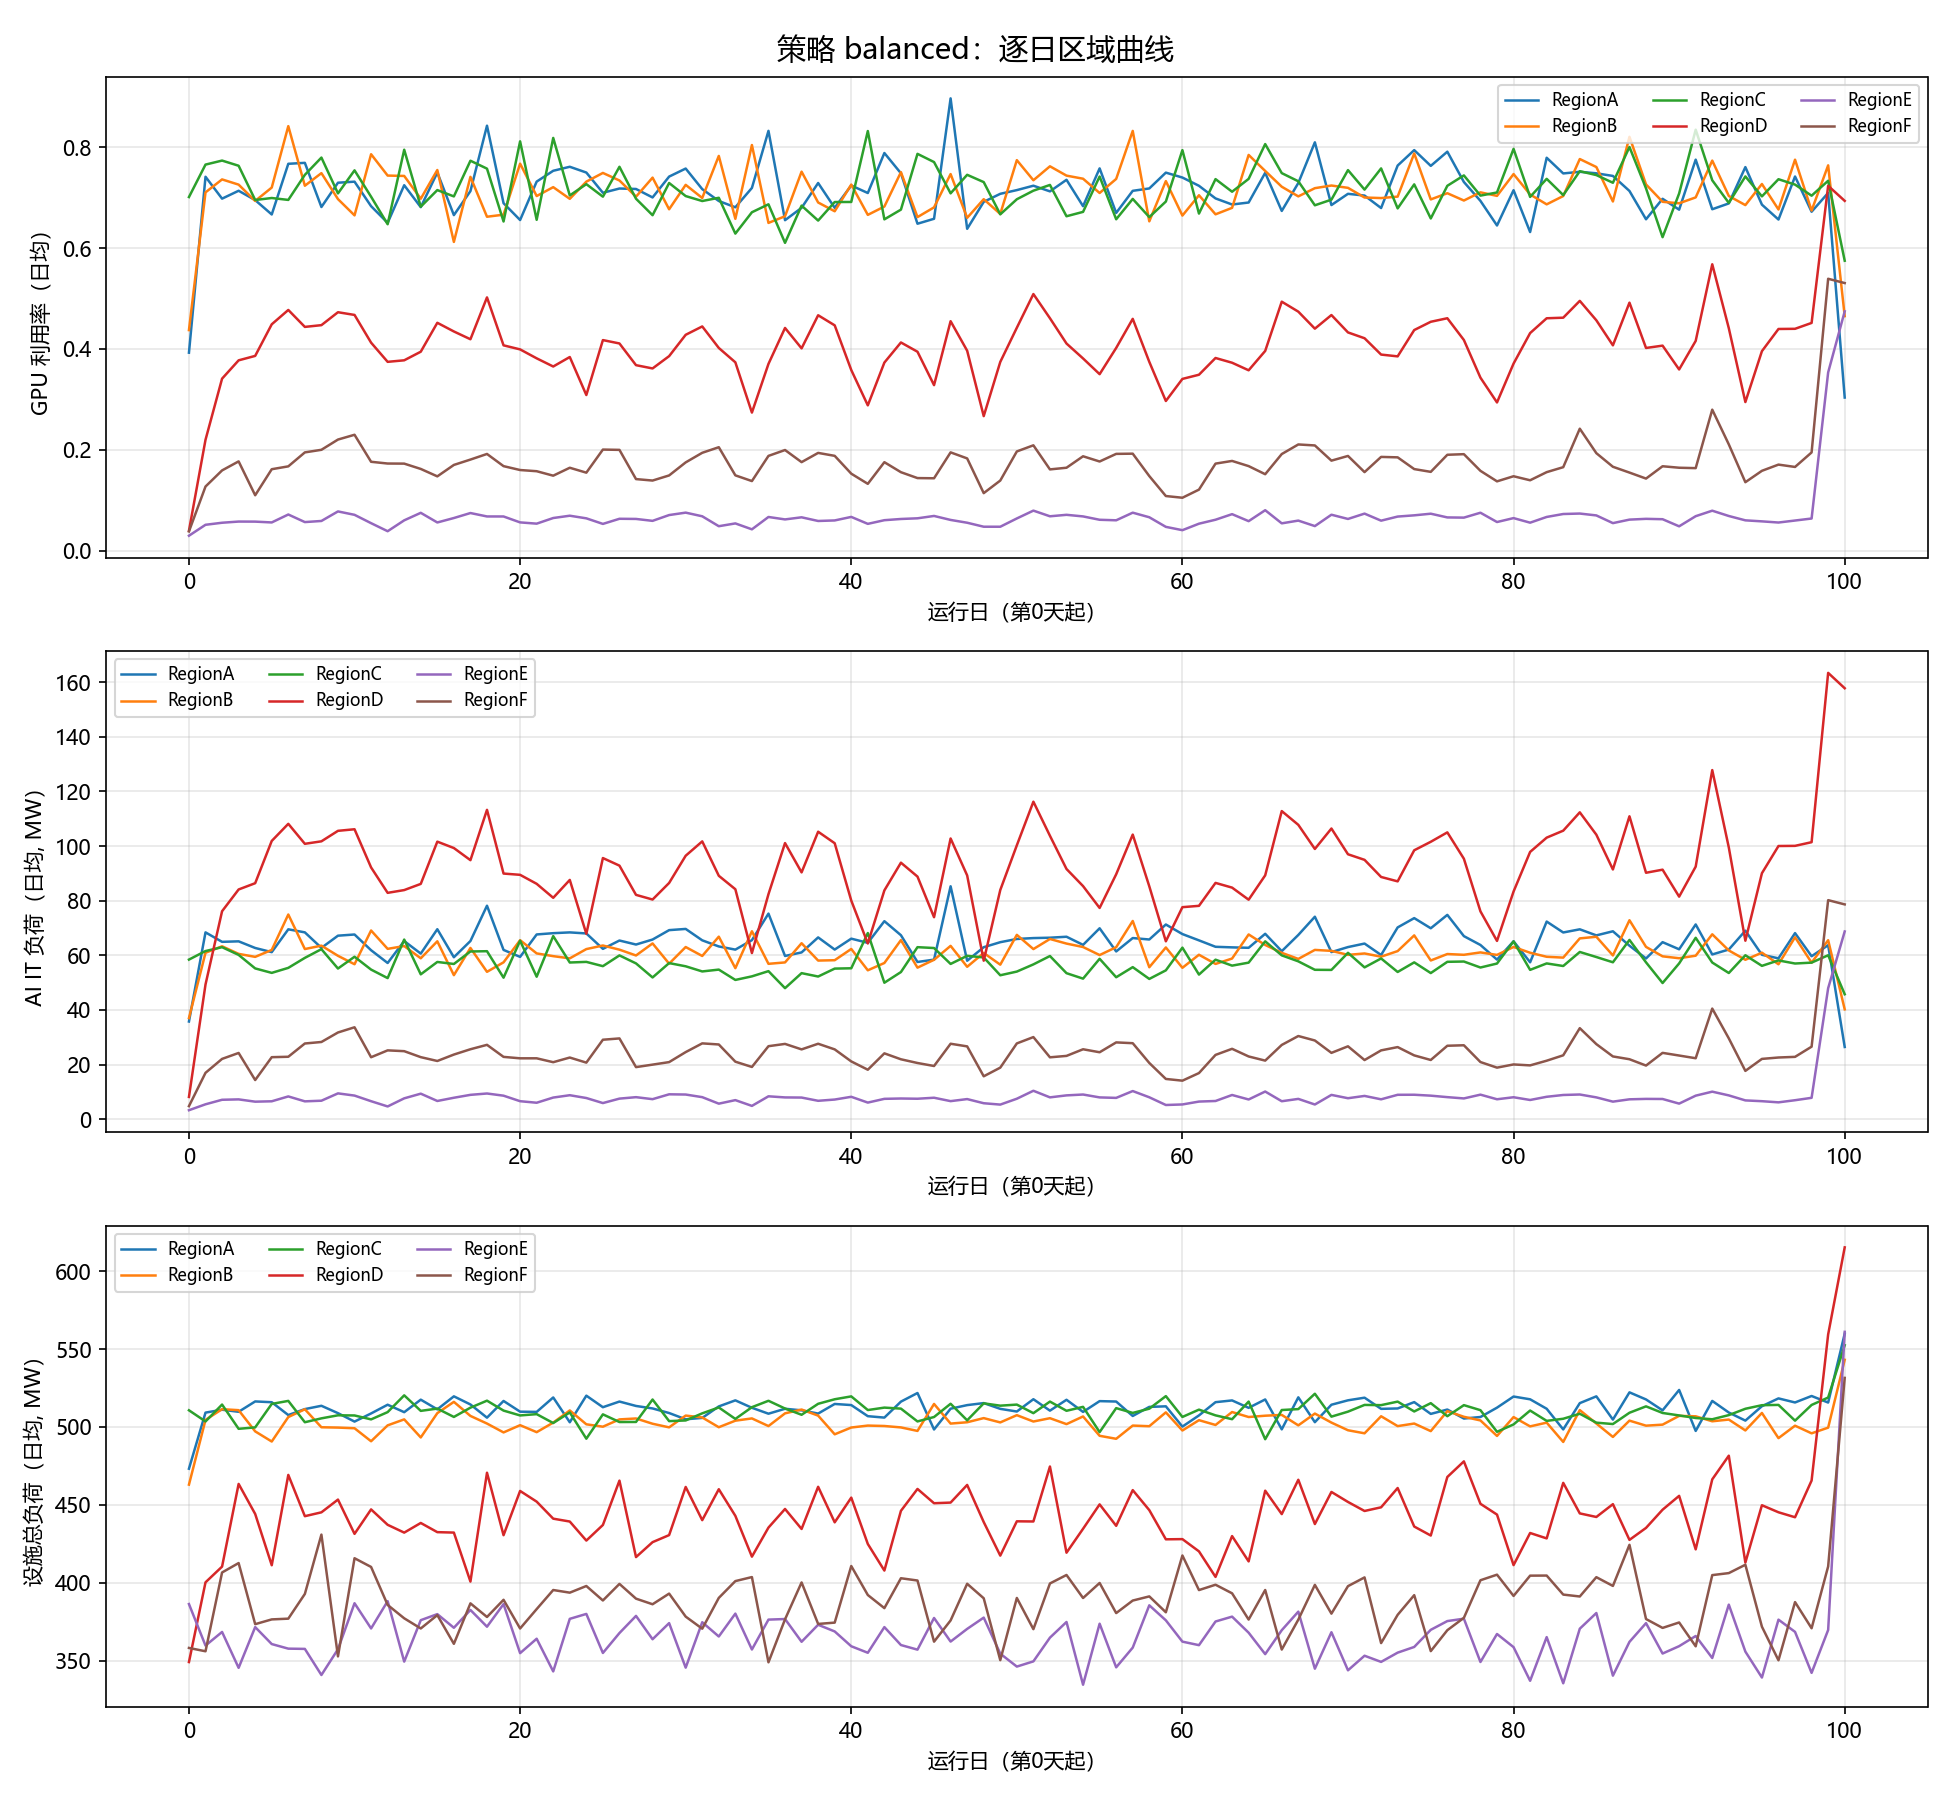 策略 balanced：逐日区域曲线
RegionA RegionC RegionE
RegionB RegionD RegionF
GPU 利用率（日均）
0.8
0.6
0.4
0.2
0.0
0 20 40 60 80 100
运行日（第0天起）
RegionA RegionC RegionE
RegionB RegionD RegionF
AI IT 负荷（日均, MW）
160
140
120
100
80
60
40
20
0
0 20 40 60 80 100
运行日（第0天起）
RegionA RegionC RegionE
RegionB RegionD RegionF
设施总负荷（日均, MW）
600
550
500
450
400
350
0 20 40 60 80 100
运行日（第0天起）